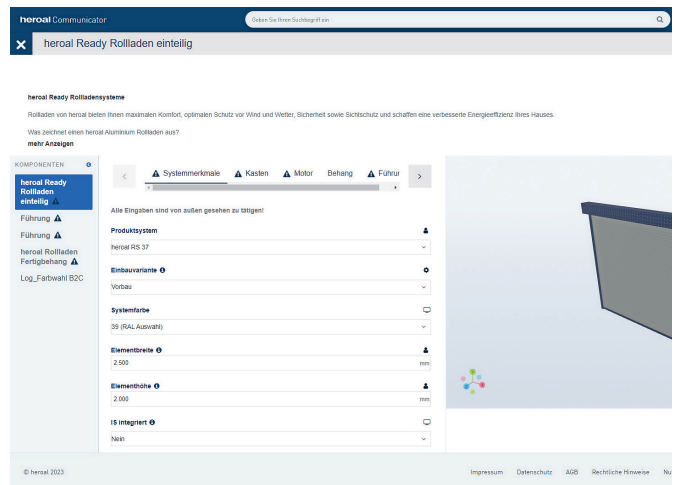 heroal Communicator
Geben Sie Ihren Suchbegriff ein
heroal Ready Rollladen einteilig
heroal Ready Rollladensysteme
Rollladen von heroal bieten Ihnen maximalen Komfort, optimalen Schutz vor Wind und Wetter, Sicherheit sowie Sichtschutz und schaffen eine verbesserte Energieeffizienz Ihres Hauses.
Was zeichnet einen heroal Aluminium Rollladen aus?
mehr Anzeigen
KOMPONENTEN
heroal Ready
Rollladen
einteilig
Führung
Führung
heroal Rollladen
Fertigbehang
Log_Farbwahl B2C
Systemmerkmale Kasten Motor Behang Führur
Alle Eingaben sind von außen gesehen zu tätigen!
Produktsystem
heroal RS 37
Einbauvariante
Vorbau
Systemfarbe
39 (RAL Auswahl)
Elementbreite
2.500 mm
Elementhöhe
2.000 mm
IS integriert
Nein
© heroal 2023 Impressum Datenschutz AGB Rechtliche Hinweise Nu